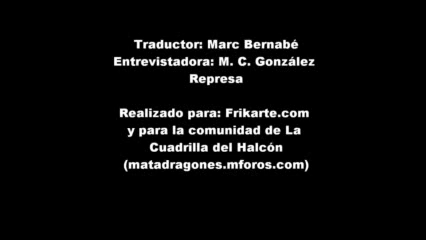 Traductor: Marc Bernabé
Entrevistadora: M. C. González
Represa
Realizado para: Frikarte.com
y para la comunidad de La
Cuadrilla del Halcón
(matadragones.mforos.com)